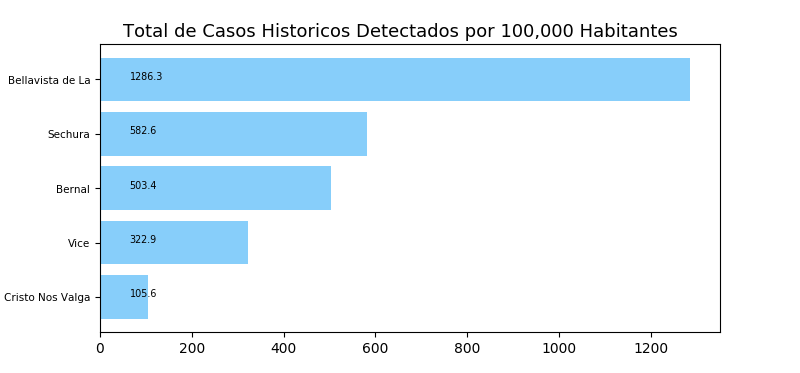 Total de Casos Historicos Detectados por 100,000 Habitantes
Bellavista de La 1286.3
Sechura 582.6
Bernal 503.4
Vice 322.9
Cristo Nos Valga 105.6
0 200 400 600 800 1000 1200